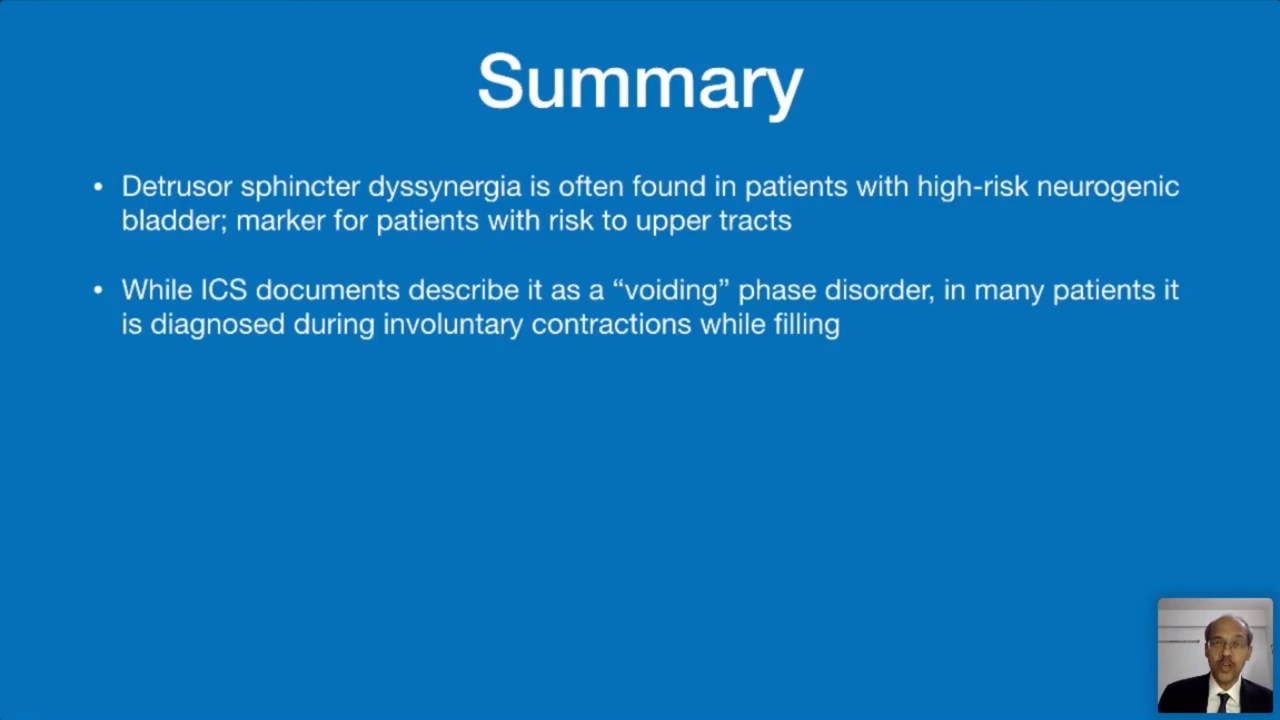 Summary
• Detrusor sphincter dyssynergia is often found in patients with high-risk neurogenic
bladder; marker for patients with risk to upper tracts
• While ICS documents describe it as a “voiding” phase disorder, in many patients it
is diagnosed during involuntary contractions while filling